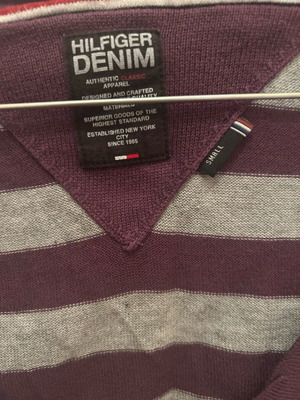 HILFIGER
DENIM
AUTHENTIC CLASSIC
APPAREL
DESIGNED AND CRAFTED
QUALITY
MATERIALS
SUPERIOR GOODS OF THE
HIGHEST STANDARD
ESTABLISHED NEW YORK
CITY
SINCE 1985
SMALL